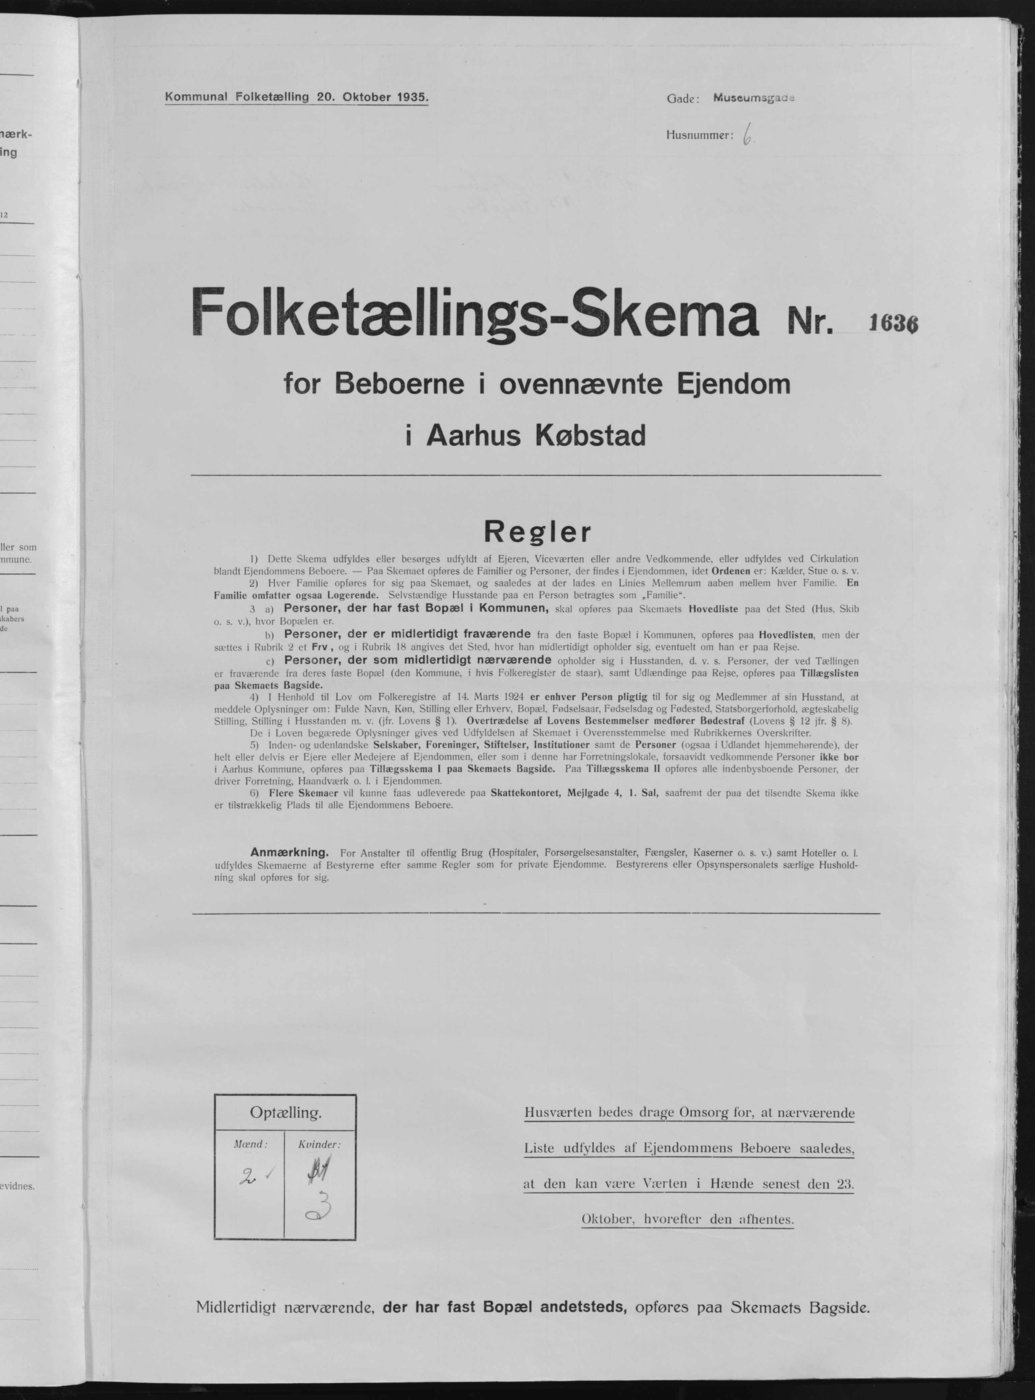 nærk-
ing
12
ller som
mmune.
l paa
skabers
de
evidnes.
Kommunal Folketælling 20. Oktober 1935.
Gade: Museumsgade
Husnummer: 6
Folketællings-Skema Nr. 1636
for Beboerne i ovennævnte Ejendom
i Aarhus Købstad
Regler
1) Dette Skema udfyldes eller besørges udfyldt af Ejeren, Viceværten eller andre Vedkommende, eller udfyldes ved Cirkulation
blandt Ejendommens Beboere. — Paa Skemaet opføres de Familier og Personer, der findes i Ejendommen, idet Ordenen er: Kælder, Stue o. s. v.
2) Hver Familie opføres for sig paa Skemaet, og saaledes at der lades en Linies Mellemrum aaben mellem hver Familie. En
Familie omfatter ogsaa Logerende. Selvstændige Husstande paa en Person betragtes som „Familie“.
3 a) Personer, der har fast Bopæl i Kommunen, skal opføres paa Skemaets Hovedliste paa det Sted (Hus, Skib
o. s. v.), hvor Bopælen er.
b) Personer, der er midlertidigt fraværende fra den faste Bopæl i Kommunen, opføres paa Hovedlisten, men der
sættes i Rubrik 2 et Frv., og i Rubrik 18 angives det Sted, hvor han midlertidigt opholder sig, eventuelt om han er paa Rejse.
c) Personer, der som midlertidigt nærværende opholder sig i Husstanden, d. v. s. Personer, der ved Tællingen
er fraværende fra deres faste Bopæl (den Kommune, i hvis Folkeregister de staar), samt Udlændinge paa Rejse, opføres paa Tillægslisten
paa Skemaets Bagside.
4) I Henhold til Lov om Folkeregistre af 14. Marts 1924 er enhver Person pligtig til for sig og Medlemmer af sin Husstand, at
meddele Oplysninger om: Fulde Navn, Køn, Stilling eller Erhverv, Bopæl, Fødselsaar, Fødselsdag og Fødested, Statsborgerforhold, ægteskabelig
Stilling, Stilling i Husstanden m. v. (jfr. Lovens § 1). Overtrædelse af Lovens Bestemmelser medfører Bødestraf (Lovens § 12 jfr. § 8).
De i Loven begærede Oplysninger gives ved Udfyldelsen af Skemaet i Overensstemmelse med Rubrikkernes Overskrifter.
5) Inden- og udenlandske Selskaber, Foreninger, Stiftelser, Institutioner samt de Personer (ogsaa i Udlandet hjemmehørende), der
helt eller delvis er Ejere eller Medejere af Ejendommen, eller som i denne har Forretningslokale, forsaavidt vedkommende Personer ikke bor
i Aarhus Kommune, opføres paa Tillægsskema I paa Skemaets Bagside. Paa Tillægsskema II opføres alle indenbysboende Personer, der
driver Forretning, Haandværk o. l. i Ejendommen.
6) Flere Skemaer vil kunne faas udleverede paa Skattekontoret, Mejlgade 4, 1. Sal, saafremt der paa det tilsendte Skema ikke
er tilstrækkelig Plads til alle Ejendommens Beboere.
Anmærkning. For Anstalter til offentlig Brug (Hospitaler, Forsørgelsesanstalter, Fængsler, Kaserner o. s. v.) samt Hoteller o. l.
udfyldes Skemaerne af Bestyrerne efter samme Regler som for private Ejendomme. Bestyrerens eller Opsynspersonalets særlige Hushold-
ning skal opføres for sig.
Optælling.
Mænd: Kvinder:
2
3
Husværten bedes drage Omsorg for, at nærværende
Liste udfyldes af Ejendommens Beboere saaledes,
at den kan være Værten i Hænde senest den 23.
Oktober, hvorefter den afhentes.
Midlertidigt nærværende, der har fast Bopæl andetsteds, opføres paa Skemaets Bagside.